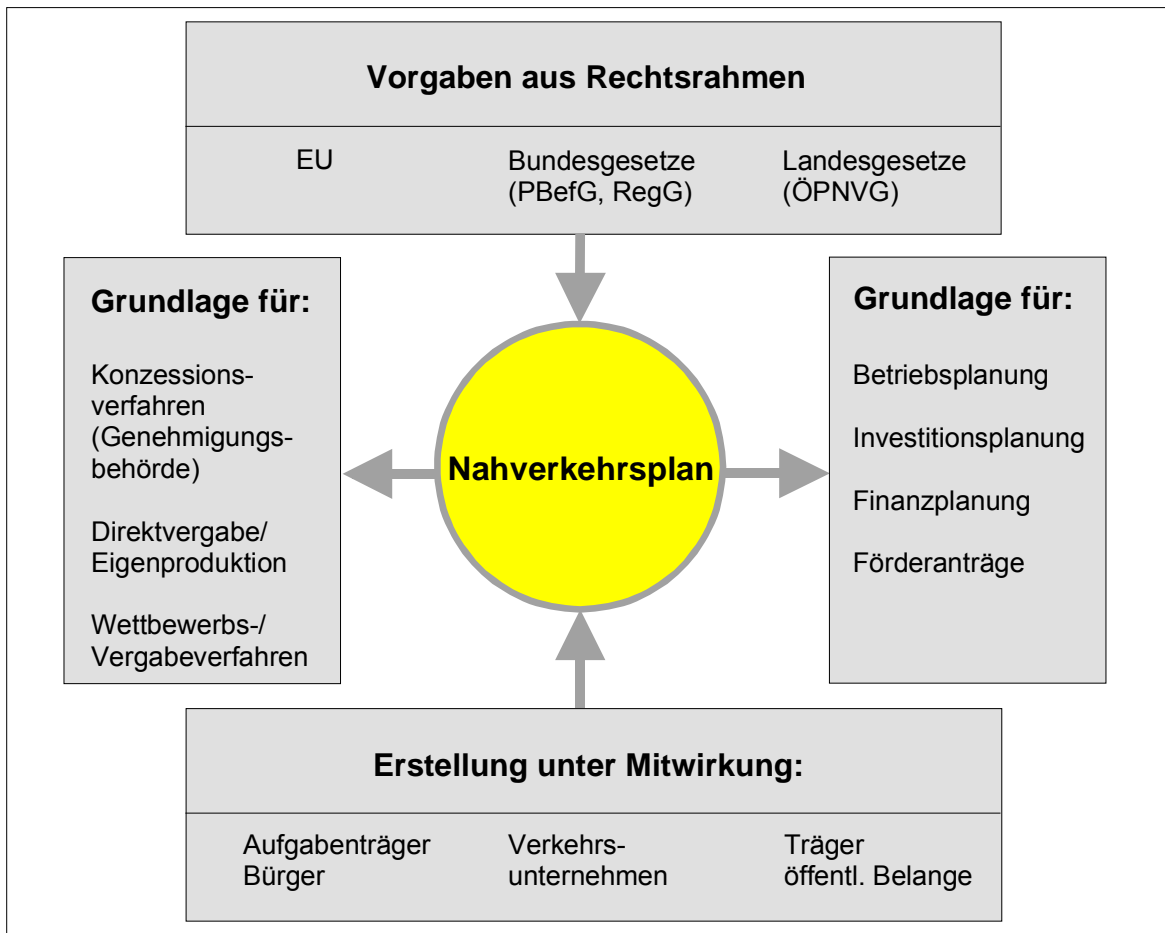 Vorgaben aus Rechtsrahmen
EU
Bundesgesetze
(PBefG, RegG)
Landesgesetze
(ÖPNVG)
Grundlage für:
Konzessions-
verfahren
(Genehmigungs-
behörde)
Direktvergabe/
Eigenproduktion
Wettbewerbs-/
Vergabeverfahren
Nahverkehrsplan
Grundlage für:
Betriebsplanung
Investitionsplanung
Finanzplanung
Förderanträge
Erstellung unter Mitwirkung:
Aufgabenträger
Bürger
Verkehrs-
unternehmen
Träger
öffentl. Belange